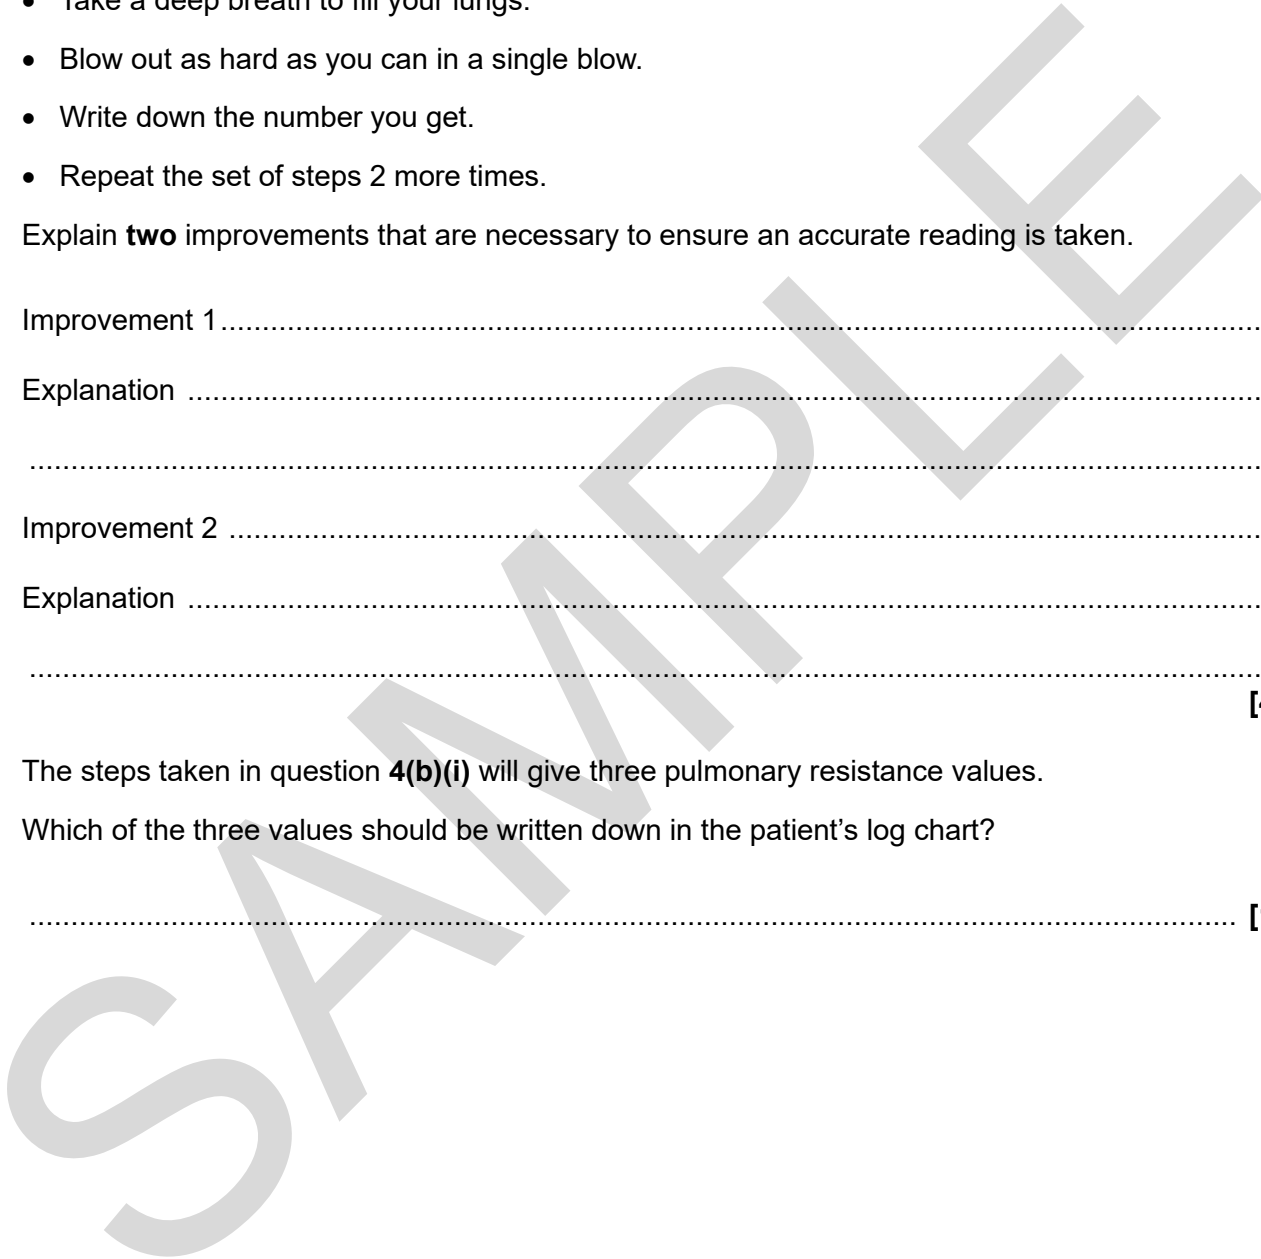 • Take a deep breath to fill your lungs.
• Blow out as hard as you can in a single blow.
• Write down the number you get.
• Repeat the set of steps 2 more times.
Explain two improvements that are necessary to ensure an accurate reading is taken.
Improvement 1....................................................................................................
Explanation ....................................................................................................
....................................................................................................
Improvement 2 ....................................................................................................
Explanation ....................................................................................................
....................................................................................................
[
The steps taken in question 4(b)(i) will give three pulmonary resistance values.
Which of the three values should be written down in the patient’s log chart?
.................................................................................................... [
SAMPLE